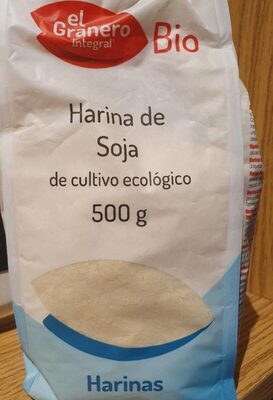 el
Granero
integral
Bio
Harina de
Soja
de cultivo ecológico
500 g
Harinas